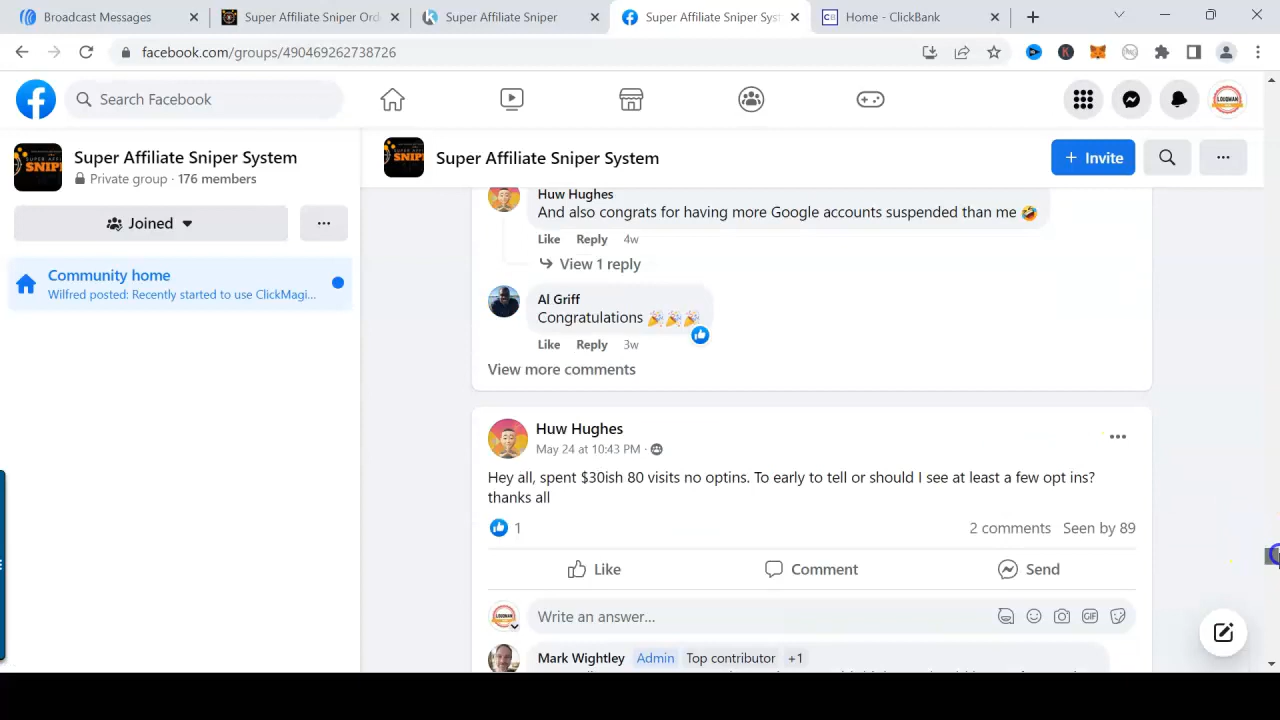 Broadcast Messages
Super Affiliate Sniper Ord
Super Affiliate Sniper
Super Affiliate Sniper Syst
Home - ClickBank
facebook.com/groups/490469262738726
Search Facebook
LOUDMAN
Super Affiliate Sniper System
Private group · 176 members
Joined
Community home
Wilfred posted: Recently started to use ClickMagi...
Super Affiliate Sniper System
+ Invite
Huw Hughes
And also congrats for having more Google accounts suspended than me 🤣
Like Reply 4w
View 1 reply
Al Griff
Congratulations 🎉🎉🎉
Like Reply 3w
View more comments
Huw Hughes
May 24 at 10:43 PM ·
Hey all, spent $30ish 80 visits no optins. To early to tell or should I see at least a few opt ins?
thanks all
1
2 comments Seen by 89
Like Comment Send
Write an answer...
GIF
Mark Wightley Admin Top contributor +1